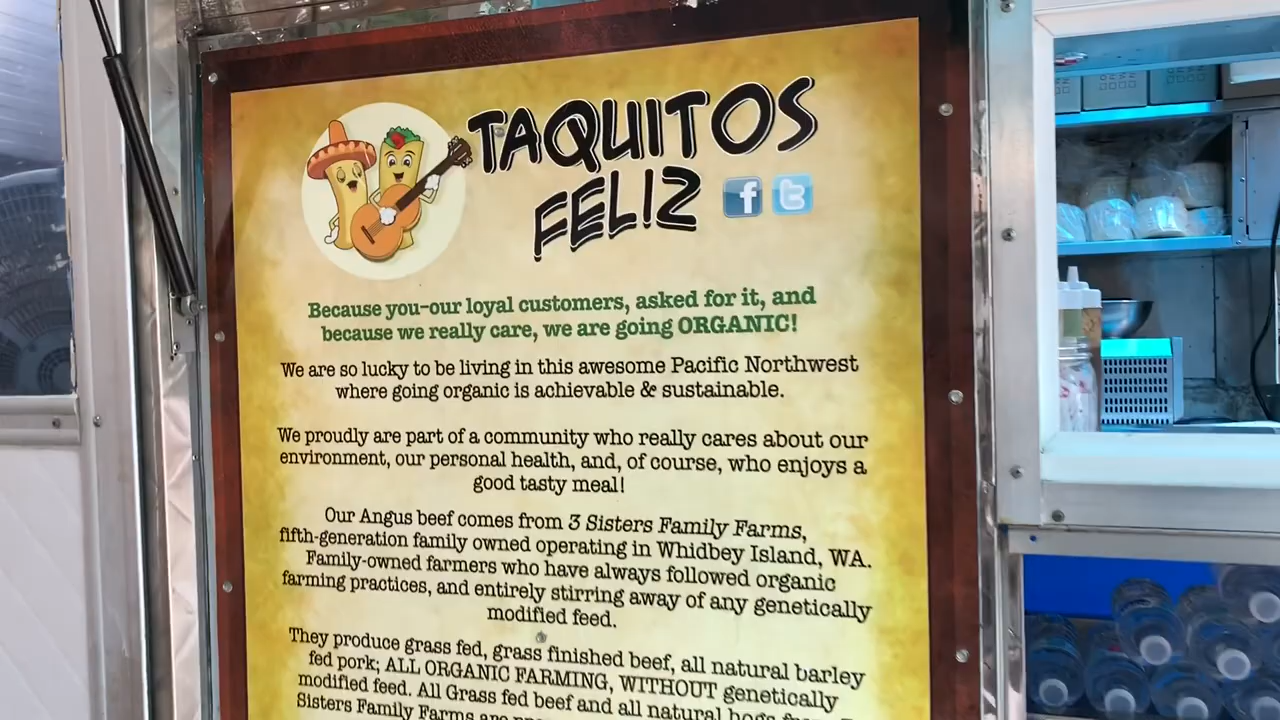 TAQUITOS
FEL!Z
Because you-our loyal customers, asked for it, and
because we really care, we are going ORGANIC!
We are so lucky to be living in this awesome Pacific Northwest
where going organic is achievable & sustainable.
We proudly are part of a community who really cares about our
environment, our personal health, and, of course, who enjoys a
good tasty meal!
Our Angus beef comes from 3 Sisters Family Farms,
fifth-generation family owned operating in Whidbey Island, WA.
Family-owned farmers who have always followed organic
farming practices, and entirely stirring away of any genetically
modified feed.
They produce grass fed, grass finished beef, all natural barley
fed pork; ALL ORGANIC FARMING, WITHOUT genetically
modified feed. All Grass fed beef and all natural hogs from 3
Sisters Family Farms are